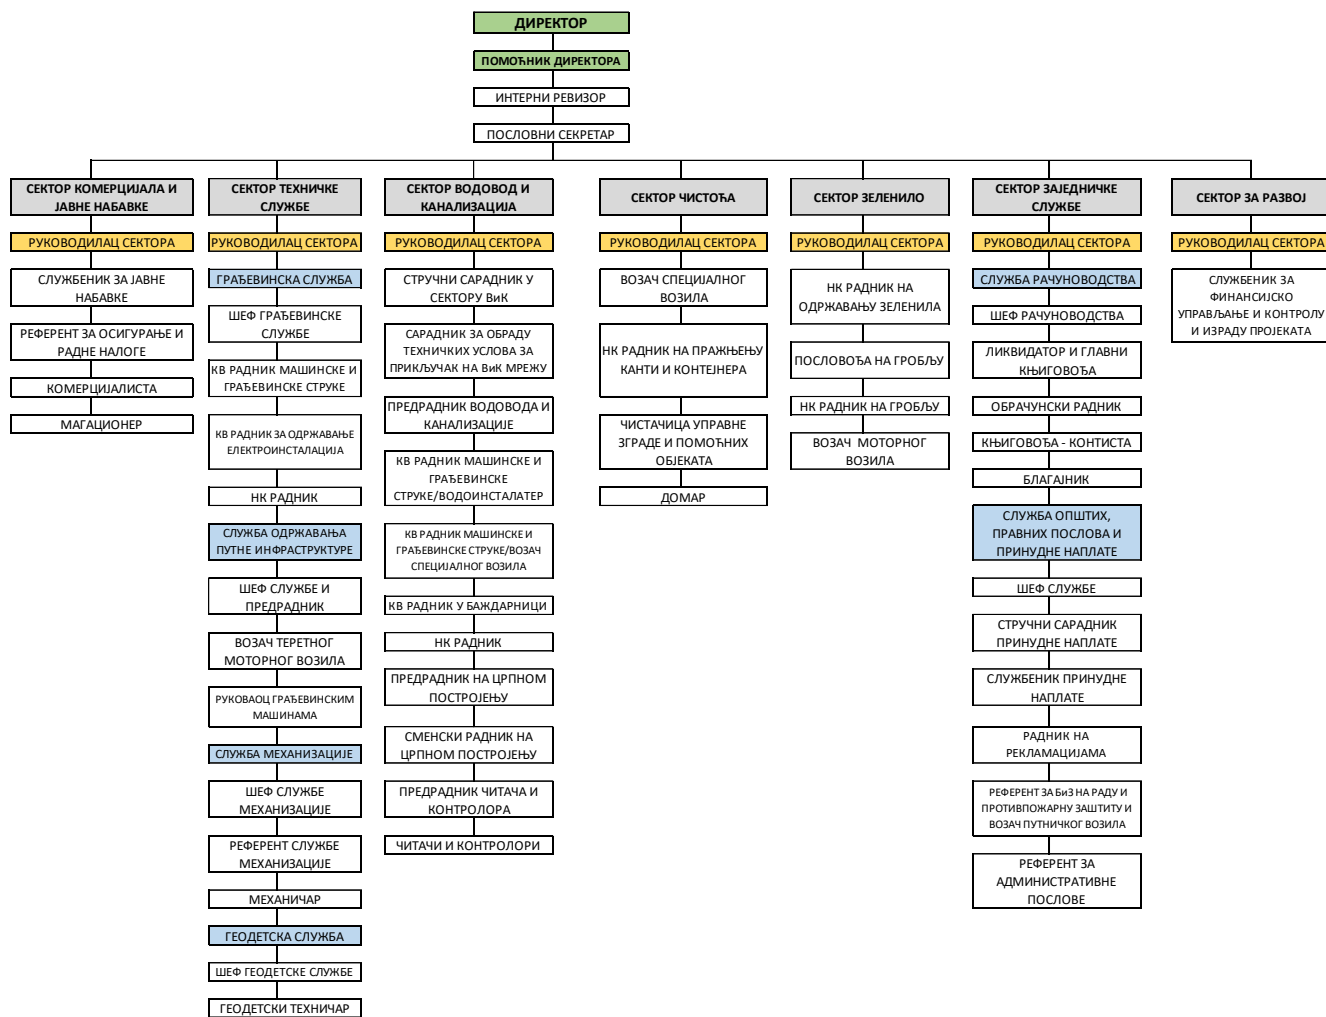 ДИРЕКТОР
ПОМОЋНИК ДИРЕКТОРА
ИНТЕРНИ РЕВИЗОР
ПОСЛОВНИ СЕКРЕТАР
СЕКТОР КОМЕРЦИЈАЛА И
ЈАВНЕ НАБАВКЕ
РУКОВОДИЛАЦ СЕКТОРА
СЛУЖБЕНИК ЗА ЈАВНЕ
НАБАВКЕ
РЕФЕРЕНТ ЗА ОСИГУРАЊЕ И
РАДНЕ НАЛОГЕ
КОМЕРЦИЈАЛИСТА
МАГАЦИОНЕР
СЕКТОР ТЕХНИЧКЕ
СЛУЖБЕ
РУКОВОДИЛАЦ СЕКТОРА
ГРАЂЕВИНСКА СЛУЖБА
ШЕФ ГРАЂЕВИНСКЕ
СЛУЖБЕ
КВ РАДНИК МАШИНСКЕ И
ГРАЂЕВИНСКЕ СТРУКЕ
КВ РАДНИК ЗА ОДРЖАВАЊЕ
ЕЛЕКТРОИНСТАЛАЦИЈА
НК РАДНИК
СЛУЖБА ОДРЖАВАЊА
ПУТНЕ ИНФРАСТРУКТУРЕ
ШЕФ СЛУЖБЕ И
ПРЕДРАДНИК
ВОЗАЧ ТЕРЕТНОГ
МОТОРНОГ ВОЗИЛА
РУКОВАОЦ ГРАЂЕВИНСКИМ
МАШИНАМА
СЛУЖБА МЕХАНИЗАЦИЈЕ
ШЕФ СЛУЖБЕ
МЕХАНИЗАЦИЈЕ
РЕФЕРЕНТ СЛУЖБЕ
МЕХАНИЗАЦИЈЕ
МЕХАНИЧАР
ГЕОДЕТСКА СЛУЖБА
ШЕФ ГЕОДЕТСКЕ СЛУЖБЕ
ГЕОДЕТСКИ ТЕХНИЧАР
СЕКТОР ВОДОВОД И
КАНАЛИЗАЦИЈА
РУКОВОДИЛАЦ СЕКТОРА
СТРУЧНИ САРАДНИК У
СЕКТОРУ ВиК
САРАДНИК ЗА ОБРАДУ
ТЕХНИЧКИХ УСЛОВА ЗА
ПРИКЉУЧАК НА ВиК МРЕЖУ
ПРЕДРАДНИК ВОДОВОДА И
КАНАЛИЗАЦИЈЕ
КВ РАДНИК МАШИНСКЕ И
ГРАЂЕВИНСКЕ
СТРУКЕ/ВОДОИНСТАЛАТЕР
КВ РАДНИК МАШИНСКЕ И
ГРАЂЕВИНСКЕ СТРУКЕ/ВОЗАЧ
СПЕЦИЈАЛНОГ ВОЗИЛА
КВ РАДНИК У БАЖДАРНИЦИ
НК РАДНИК
ПРЕДРАДНИК НА ЦРПНОМ
ПОСТРОЈЕЊУ
СМЕНСКИ РАДНИК НА
ЦРПНОМ ПОСТРОЈЕЊУ
ПРЕДРАДНИК ЧИТАЧА И
КОНТРОЛОРА
ЧИТАЧИ И КОНТРОЛОРИ
СЕКТОР ЧИСТОЋА
РУКОВОДИЛАЦ СЕКТОРА
ВОЗАЧ СПЕЦИЈАЛНОГ
ВОЗИЛА
НК РАДНИК НА ПРАЖЊЕЊУ
КАНТИ И КОНТЕЈНЕРА
ЧИСТАЧИЦА УПРАВНЕ
ЗГРАДЕ И ПОМОЋНИХ
ОБЈЕКАТА
ДОМАР
СЕКТОР ЗЕЛЕНИЛО
РУКОВОДИЛАЦ СЕКТОРА
НК РАДНИК НА
ОДРЖАВАЊУ ЗЕЛЕНИЛА
ПОСЛОВОЂА НА ГРОБЉУ
НК РАДНИК НА ГРОБЉУ
ВОЗАЧ МОТОРНОГ
ВОЗИЛА
СЕКТОР ЗАЈЕДНИЧКЕ
СЛУЖБЕ
РУКОВОДИЛАЦ СЕКТОРА
СЛУЖБА РАЧУНОВОДСТВА
ШЕФ РАЧУНОВОДСТВА
ЛИКВИДАТОР И ГЛАВНИ
КЊИГОВОЂА
ОБРАЧУНСКИ РАДНИК
КЊИГОВОЂА - КОНТИСТА
БЛАГАЈНИК
СЛУЖБА ОПШТИХ,
ПРАВНИХ ПОСЛОВА И
ПРИНУДНЕ НАПЛАТЕ
ШЕФ СЛУЖБЕ
СТРУЧНИ САРАДНИК
ПРИНУДНЕ НАПЛАТЕ
СЛУЖБЕНИК ПРИНУДНЕ
НАПЛАТЕ
РАДНИК НА
РЕКЛАМАЦИЈАМА
РЕФЕРЕНТ ЗА БиЗ НА РАДУ И
ПРОТИВПОЖАРНУ ЗАШТИТУ И
ВОЗАЧ ПУТНИЧКОГ ВОЗИЛА
РЕФЕРЕНТ ЗА
АДМИНИСТРАТИВНЕ
ПОСЛОВЕ
СЕКТОР ЗА РАЗВОЈ
РУКОВОДИЛАЦ СЕКТОРА
СЛУЖБЕНИК ЗА
ФИНАНСИЈСКО
УПРАВЉАЊЕ И КОНТРОЛУ
И ИЗРАДУ ПРОЈЕКАТА